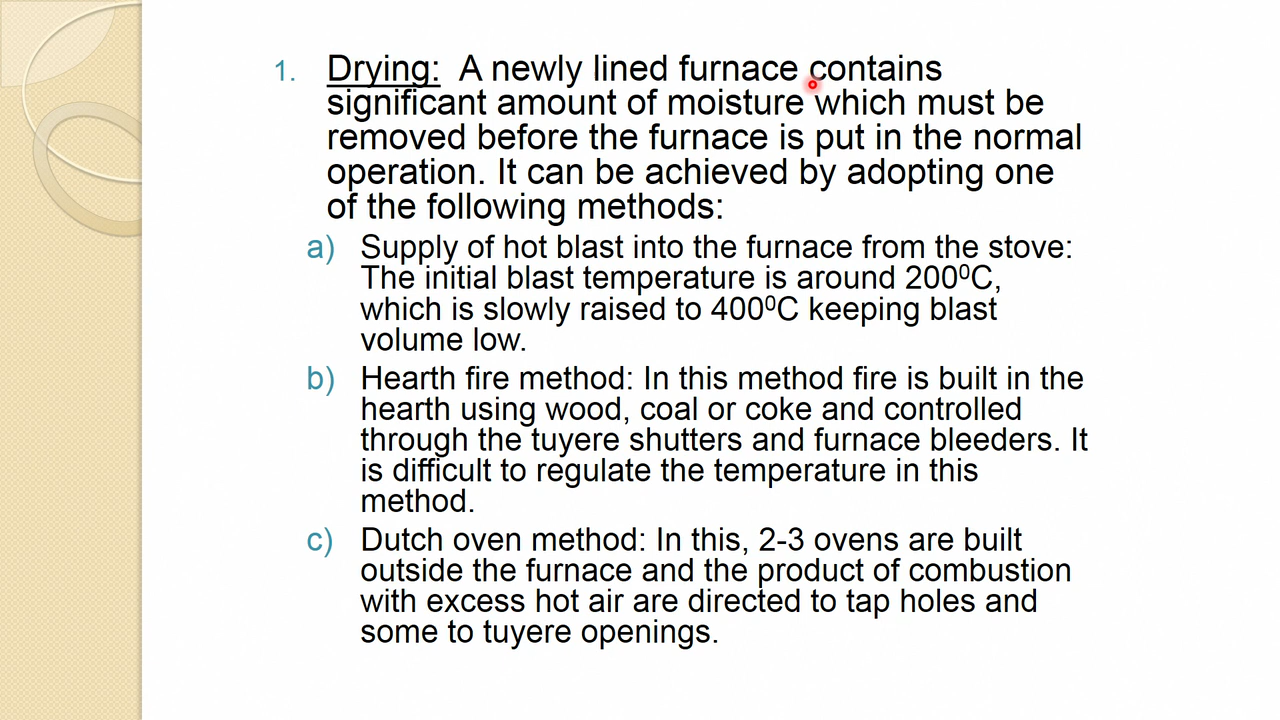 1. Drying: A newly lined furnace contains
significant amount of moisture which must be
removed before the furnace is put in the normal
operation. It can be achieved by adopting one
of the following methods:
a) Supply of hot blast into the furnace from the stove:
The initial blast temperature is around 200⁰C,
which is slowly raised to 400⁰C keeping blast
volume low.
b) Hearth fire method: In this method fire is built in the
hearth using wood, coal or coke and controlled
through the tuyere shutters and furnace bleeders. It
is difficult to regulate the temperature in this
method.
c) Dutch oven method: In this, 2-3 ovens are built
outside the furnace and the product of combustion
with excess hot air are directed to tap holes and
some to tuyere openings.